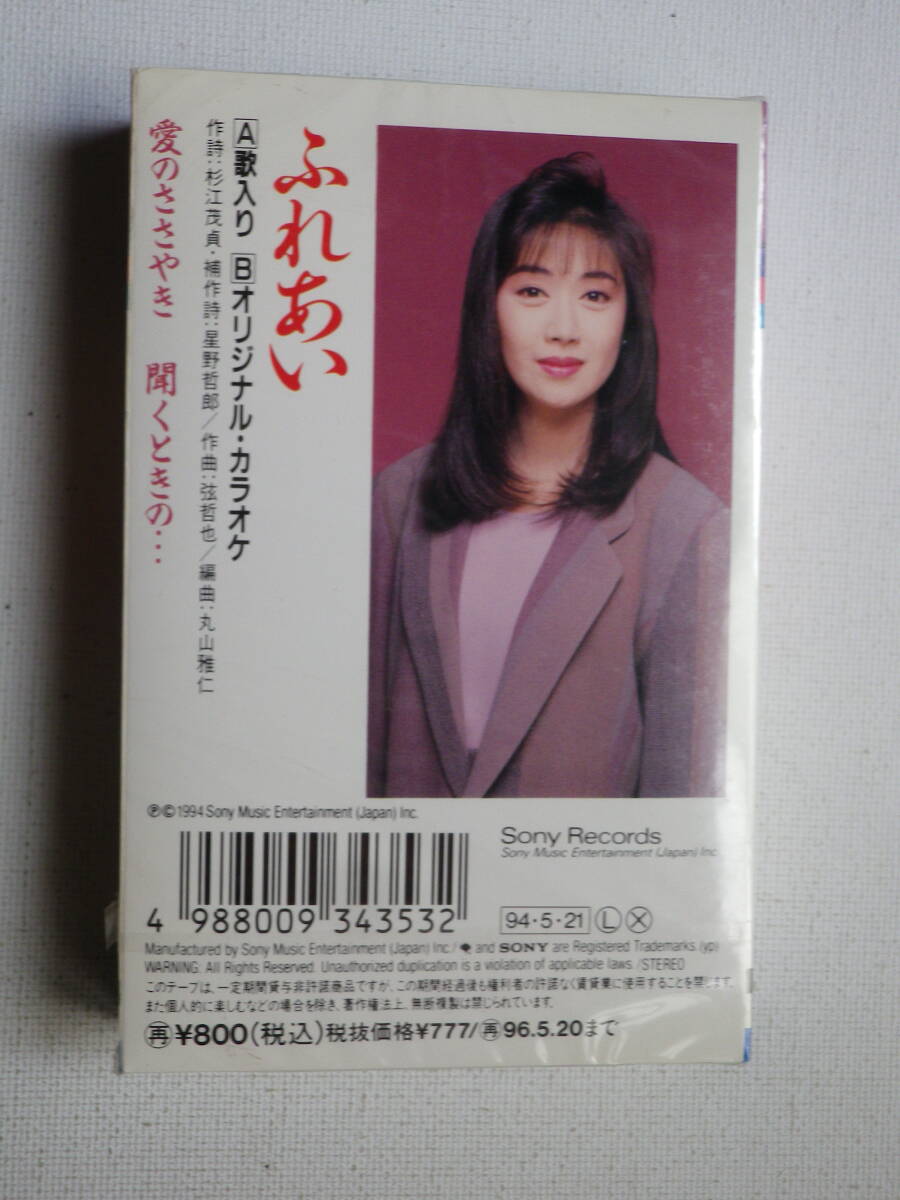 ふれあい
A歌入り Bオリジナル・カラオケ
作詩:杉江茂貞・補作詩:星野哲郎/作曲:弦哲也/編曲:丸山雅仁
愛のささやき 聞くときの…
℗©1994 Sony Music Entertainment (Japan) Inc.
Sony Records
Sony Music Entertainment (Japan) Inc.
4 988009 343532
94・5・21 Ⓛ Ⓧ
Manufactured by Sony Music Entertainment (Japan) Inc./ and SONY are Registered Trademarks. (yp)
WARNING: All Rights Reserved. Unauthorized duplication is a violation of applicable laws. /STEREO
このテープは、一定期間貸与非許諾商品ですが、この期間経過後も権利者の許諾なく賃貸業に使用することを禁じます。
また個人的に楽しむなどの場合を除き、著作権法上、無断複製は禁じられています。
㊢¥800(税込)税抜価格¥777/再96.5.20まで